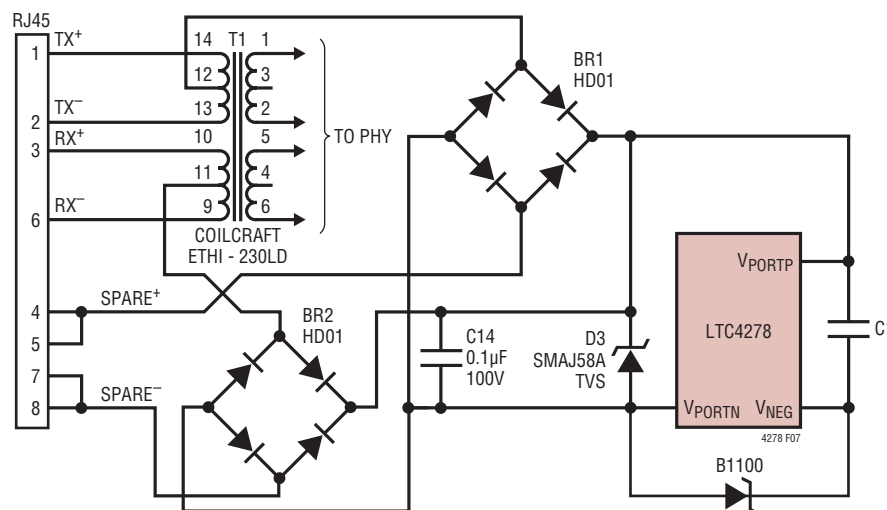 RJ45
1 TX+
2 TX−
3 RX+
6 RX−
4 SPARE+
5
7
8 SPARE−
14 T1 1
12 3
13 2
10 5
11 4
9 6
TO PHY
COILCRAFT
ETHI - 230LD
BR1
HD01
BR2
HD01
C14
0.1µF
100V
D3
SMAJ58A
TVS
VPORTP
LTC4278
VPORTN VNEG
C
4278 F07
B1100